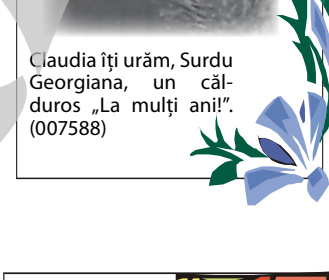 Claudia îți urăm, Surdu
Georgiana, un căl-
duros „La mulți ani!”.
(007588)